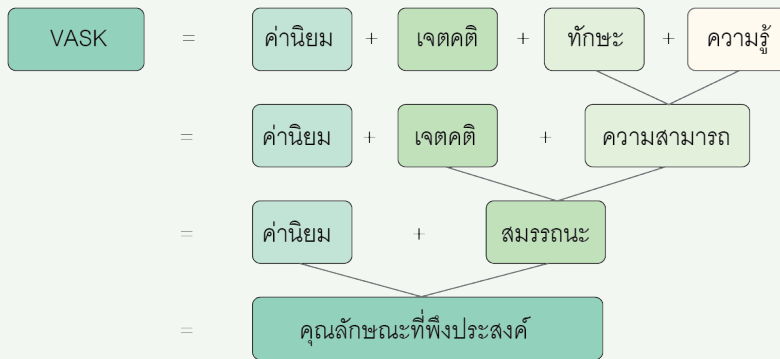 VASK = ค่านิยม + เจตคติ + ทักษะ + ความรู้
= ค่านิยม + เจตคติ + ความสามารถ
= ค่านิยม + สมรรถนะ
= คุณลักษณะที่พึงประสงค์